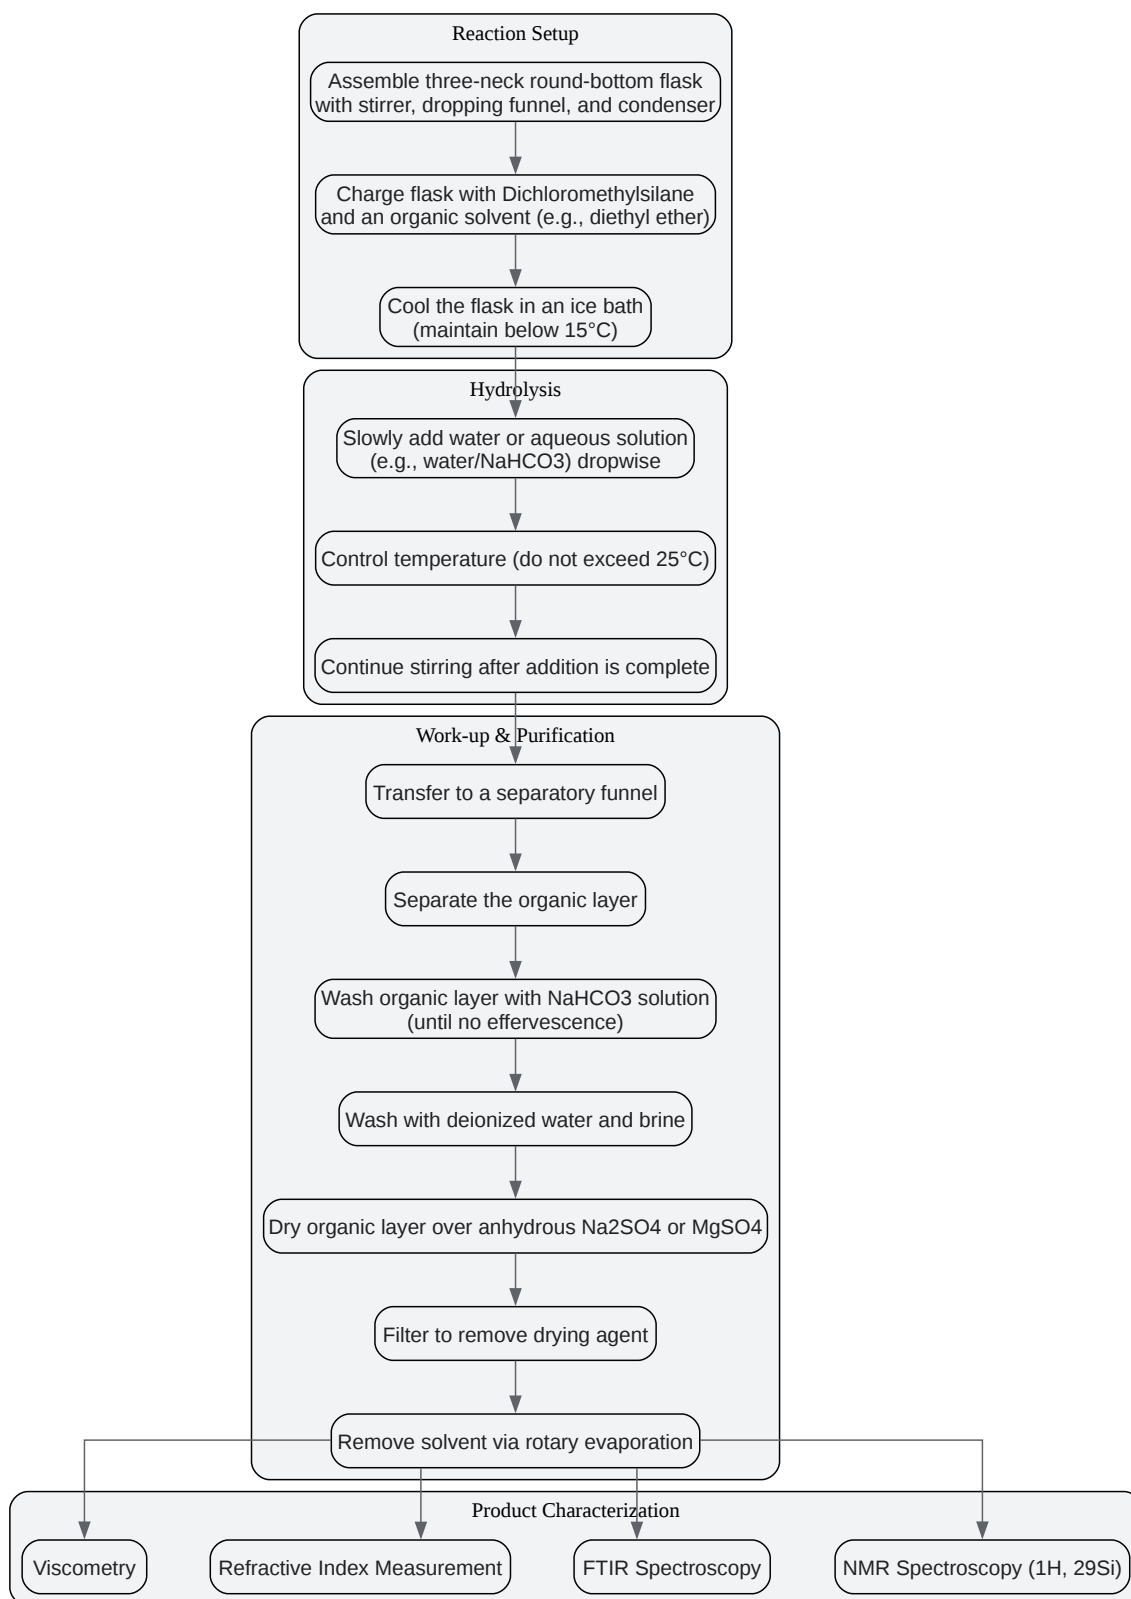 Reaction Setup
Assemble three-neck round-bottom flask
with stirrer, dropping funnel, and condenser
Charge flask with Dichloromethylsilane
and an organic solvent (e.g., diethyl ether)
Cool the flask in an ice bath
(maintain below 15°C)
Hydrolysis
Slowly add water or aqueous solution
(e.g., water/NaHCO3) dropwise
Control temperature (do not exceed 25°C)
Continue stirring after addition is complete
Work-up & Purification
Transfer to a separatory funnel
Separate the organic layer
Wash organic layer with NaHCO3 solution
(until no effervescence)
Wash with deionized water and brine
Dry organic layer over anhydrous Na2SO4 or MgSO4
Filter to remove drying agent
Remove solvent via rotary evaporation
Product Characterization
Viscometry
Refractive Index Measurement
FTIR Spectroscopy
NMR Spectroscopy (1H, 29Si)